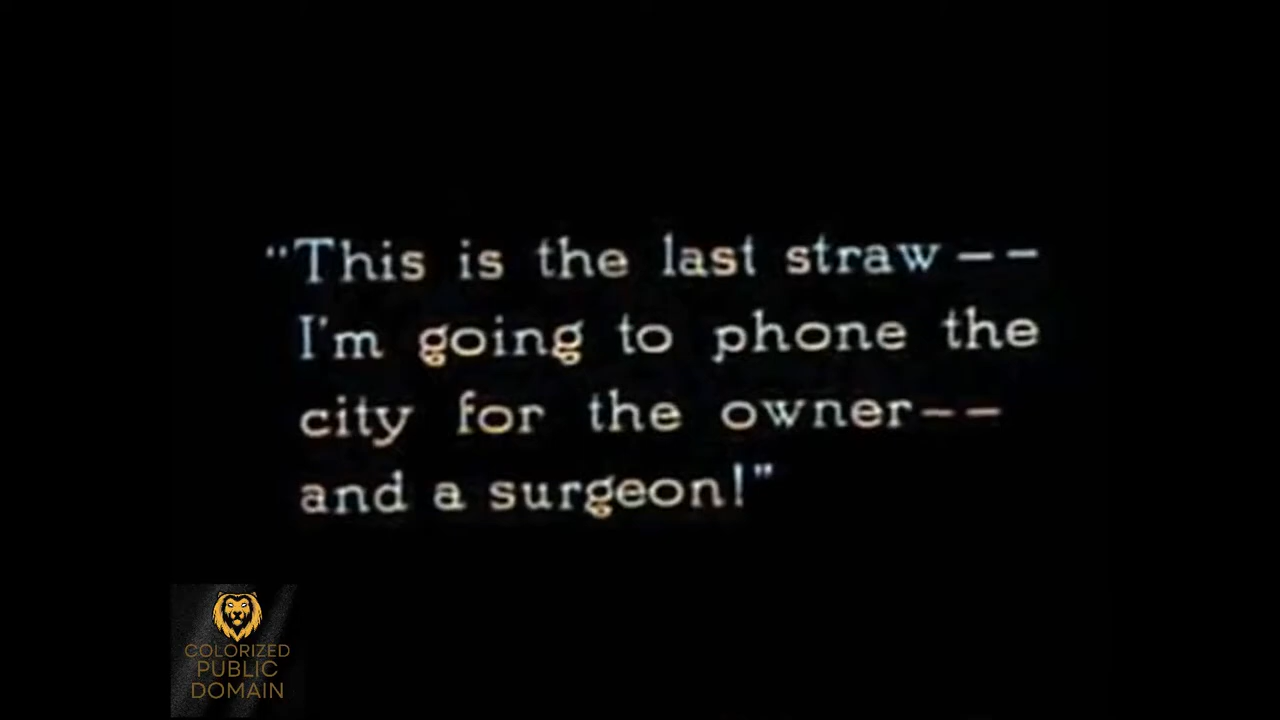 “This is the last straw--
I'm going to phone the
city for the owner--
and a surgeon!”
COLORIZED
PUBLIC
DOMAIN